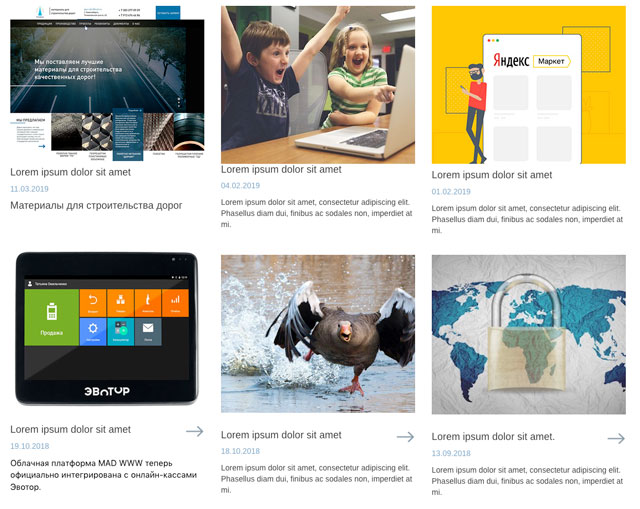 Мы поставляем лучшие
материалы для строительства
качественных дорог!
МЫ ПРЕДЛАГАЕМ
Lorem ipsum dolor sit amet
11.03.2019
Материалы для строительства дорог
Lorem ipsum dolor sit amet
04.02.2019
Lorem ipsum dolor sit amet, consectetur adipiscing elit.
Phasellus diam dui, finibus ac sodales non, imperdiet at
mi.
Яндекс Маркет
Lorem ipsum dolor sit amet
01.02.2019
Lorem ipsum dolor sit amet, consectetur adipiscing elit.
Phasellus diam dui, finibus ac sodales non, imperdiet at
mi.
Продажа
ЭВОТОР
Lorem ipsum dolor sit amet
19.10.2018
Облачная платформа MAD WWW теперь
официально интегрирована с онлайн-кассами
Эвотор.
Lorem ipsum dolor sit amet
18.10.2018
Lorem ipsum dolor sit amet, consectetur adipiscing elit.
Phasellus diam dui, finibus ac sodales non, imperdiet at
mi.
Lorem ipsum dolor sit amet.
13.09.2018
Lorem ipsum dolor sit amet, consectetur adipiscing elit.
Phasellus diam dui, finibus ac sodales non, imperdiet at
mi.